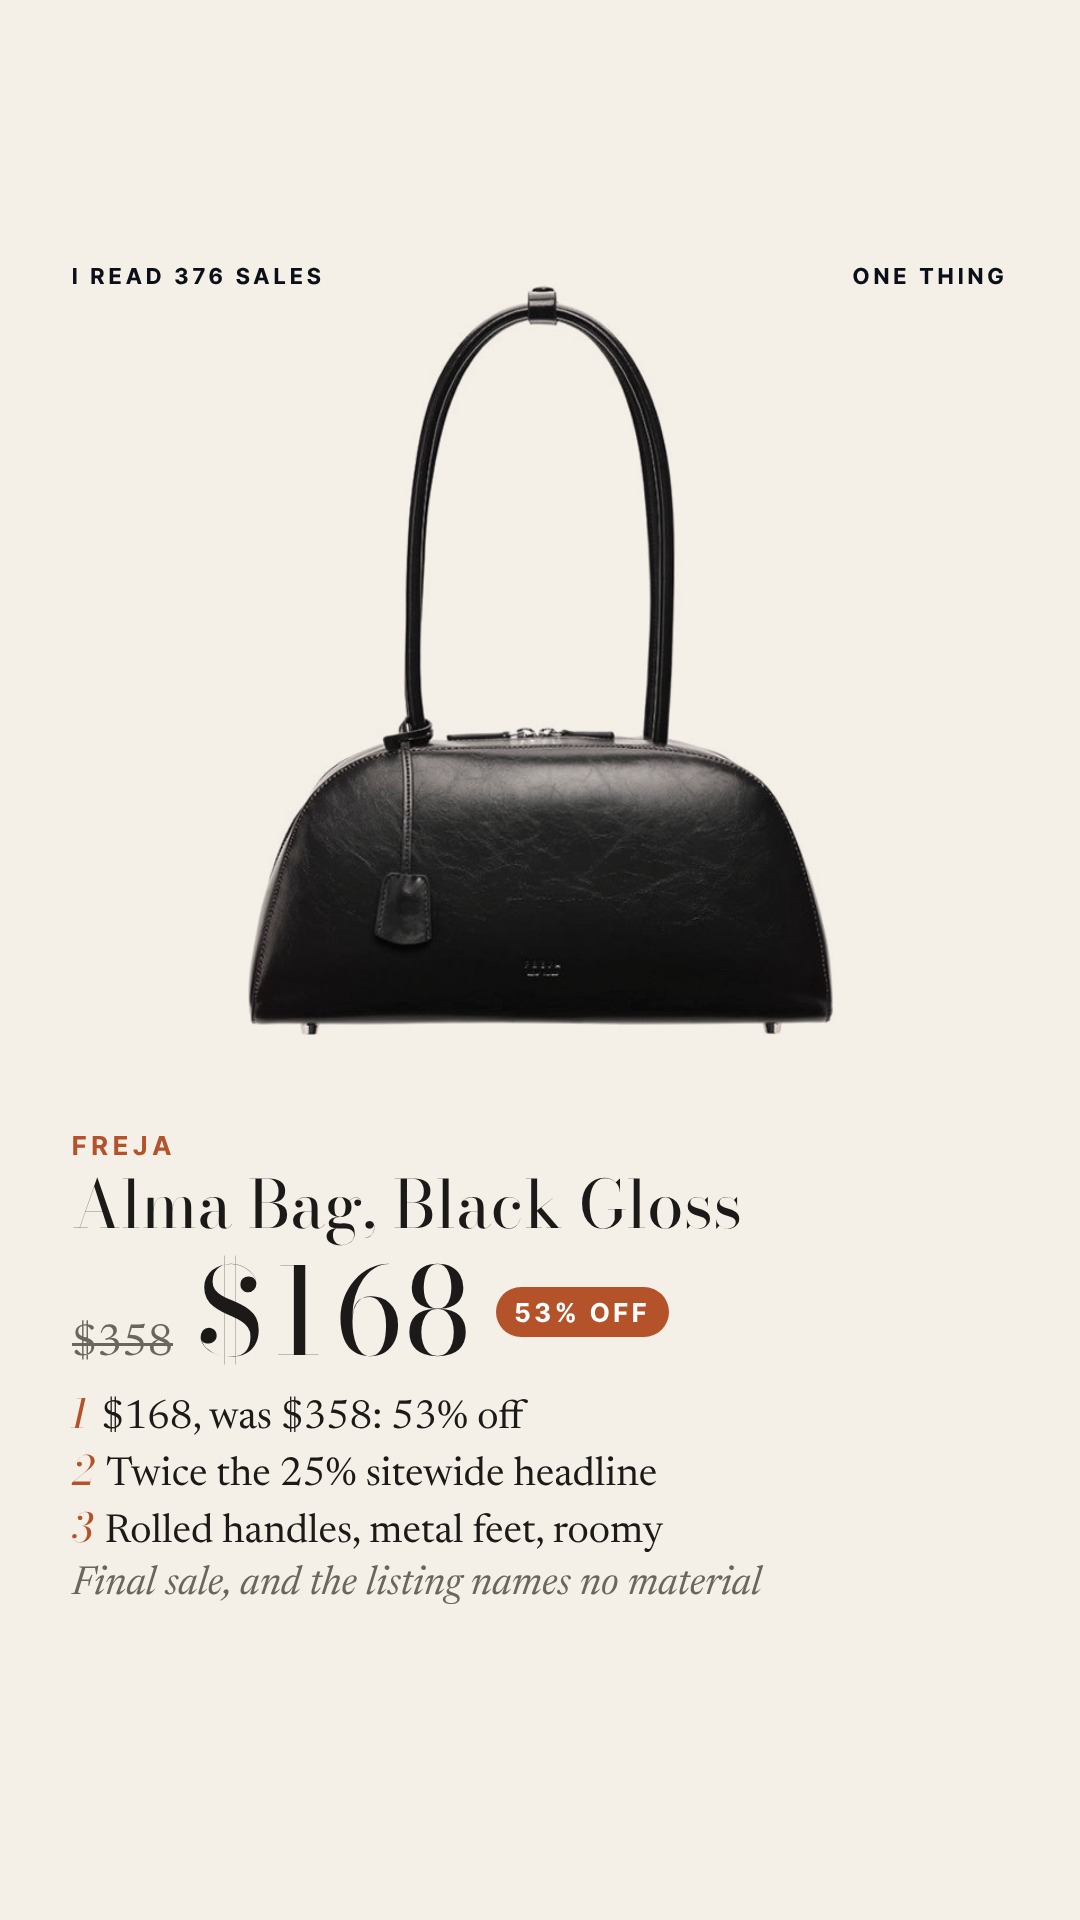 I READ 376 SALES
ONE THING
FREJA
FREJA
Alma Bag, Black Gloss
$358 $168 53% OFF
1 $168, was $358: 53% off
2 Twice the 25% sitewide headline
3 Rolled handles, metal feet, roomy
Final sale, and the listing names no material